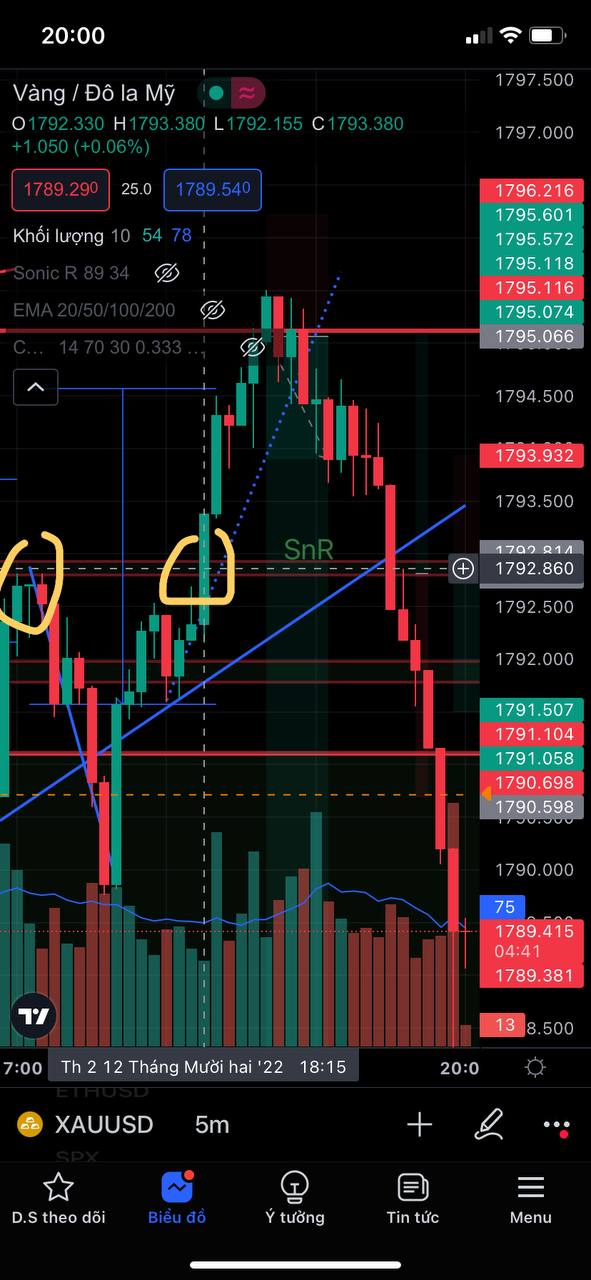 20:00
Vàng / Đô la Mỹ
O1792.330 H1793.380 L1792.155 C1793.380
+1.050 (+0.06%)
1789.290 25.0 1789.540
Khối lượng 10 54 78
Sonic R 89 34
EMA 20/50/100/200
C... 14 70 30 0.333 ...
SnR
1797.500
1797.000
1796.216
1795.601
1795.572
1795.118
1795.116
1795.074
1795.066
1794.500
1793.932
1793.500
1792.814
1792.860
1792.500
1792.000
1791.507
1791.104
1791.058
1790.698
1790.598
1790.000
75
1789.415
04:41
1789.381
13 8.500
7:00 Th 2 12 Tháng Mười hai '22 18:15 20:0
ETHUSD
XAUUSD 5m
SPX
D.S theo dõi Biểu đồ Ý tưởng Tin tức Menu